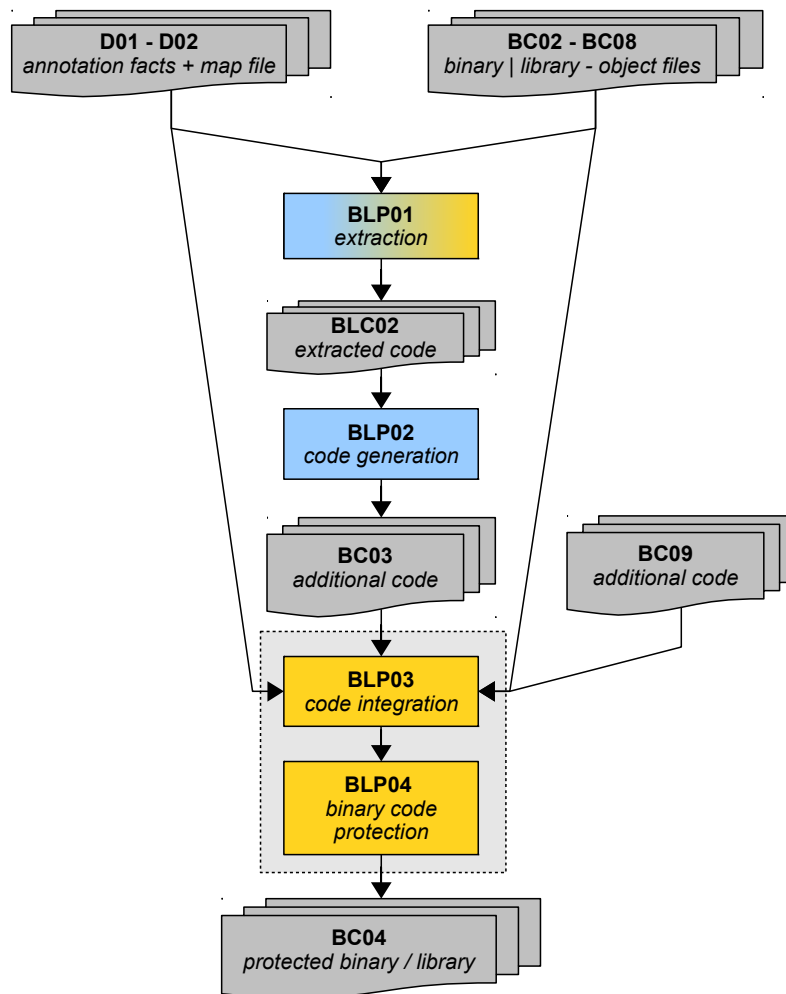 D01 - D02
annotation facts + map file
BC02 - BC08
binary | library - object files
BLP01
extraction
BLC02
extracted code
BLP02
code generation
BC03
additional code
BC09
additional code
BLP03
code integration
BLP04
binary code
protection
BC04
protected binary / library